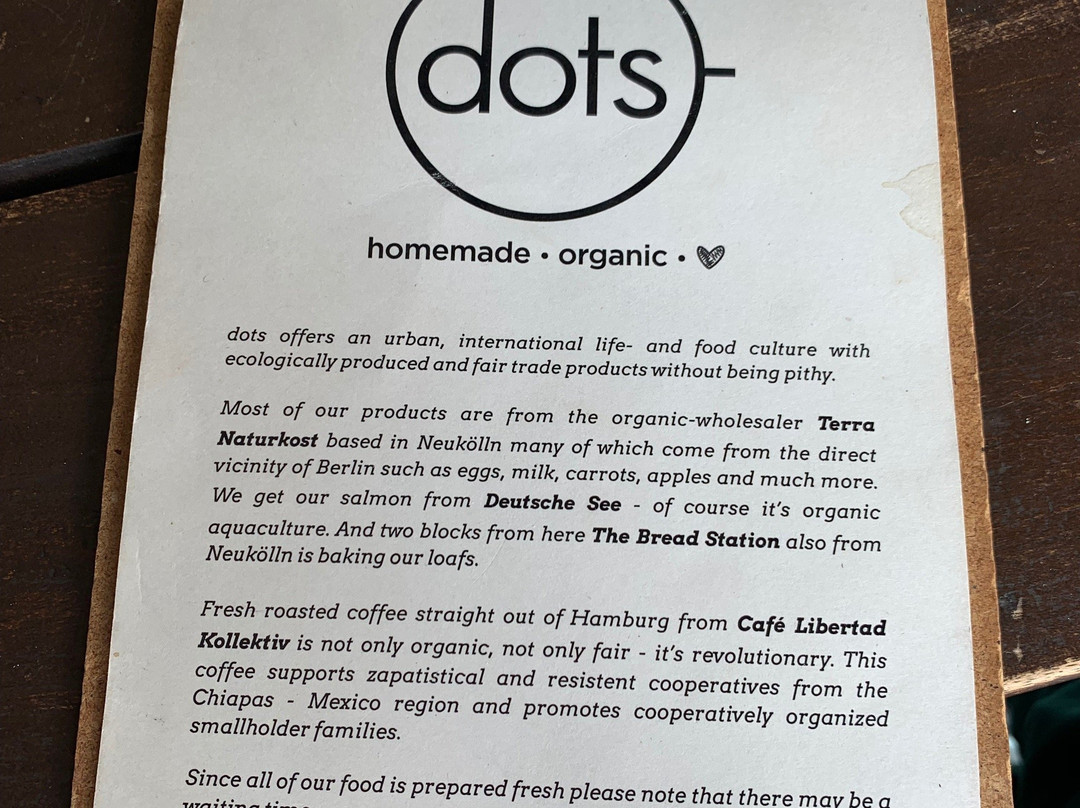 dots
homemade • organic •
dots offers an urban, international life- and food culture with
ecologically produced and fair trade products without being pithy.
Most of our products are from the organic-wholesaler Terra
Naturkost based in Neukölln many of which come from the direct
vicinity of Berlin such as eggs, milk, carrots, apples and much more.
We get our salmon from Deutsche See - of course it's organic
aquaculture. And two blocks from here The Bread Station also from
Neukölln is baking our loafs.
Fresh roasted coffee straight out of Hamburg from Café Libertad
Kollektiv is not only organic, not only fair - it's revolutionary. This
coffee supports zapatistical and resistent cooperatives from the
Chiapas - Mexico region and promotes cooperatively organized
smallholder families.
Since all of our food is prepared fresh please note that there may be a
waiting time